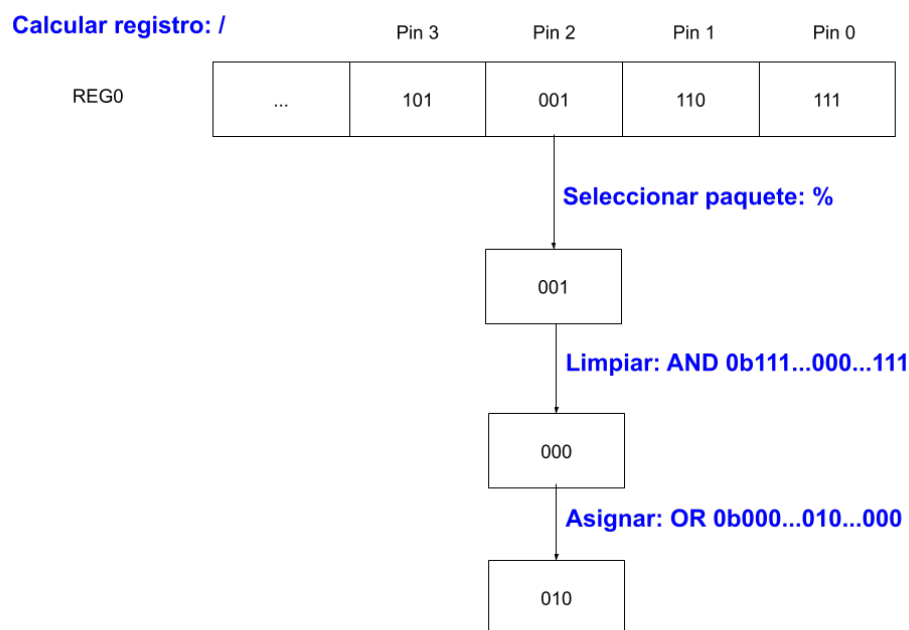 Calcular registro: /
Pin 3 Pin 2 Pin 1 Pin 0
REG0 ... 101 001 110 111
Seleccionar paquete: %
001
Limpiar: AND 0b111...000...111
000
Asignar: OR 0b000...010...000
010